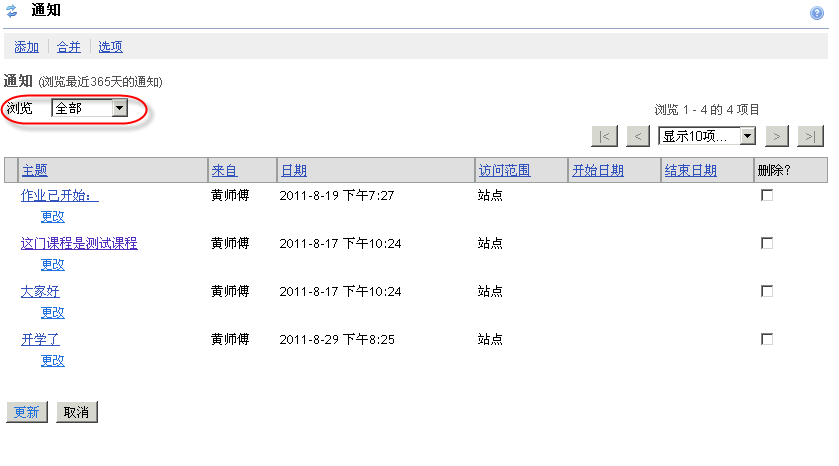 通知
添加 合并 选项
通知 (浏览最近365天的通知)
浏览 全部
浏览 1 - 4 的 4 项目
|< < 显示10项... > >|
主题 来自 日期 访问范围 开始日期 结束日期 删除?
作业已开始： 黄师傅 2011-8-19 下午7:27 站点
更改
这门课程是测试课程 黄师傅 2011-8-17 下午10:24 站点
更改
大家好 黄师傅 2011-8-17 下午10:24 站点
更改
开学了 黄师傅 2011-8-29 下午8:25 站点
更改
更新 取消